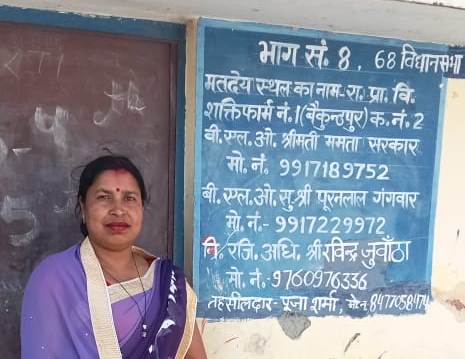 भाग सं. 8, 68 विधानसभा
मतदेय स्थल का नाम-रा. प्रा. वि.
शक्तिफार्म नं.1 (बैकुन्ठपुर) क. नं. 2
बी. एल. ओ. श्रीमती ममता सरकार
मो. नं. 9917189752
बी. एल. ओ. सु. श्री पूरनलाल गंगवार
मो. नं.- 9917229972
नि. रजि. अधि. श्री रविन्द्र जुवाँठा
मो. नं.- 9760976336
तहसीलदार- पूजा शर्मा, मो.न. 8477058474